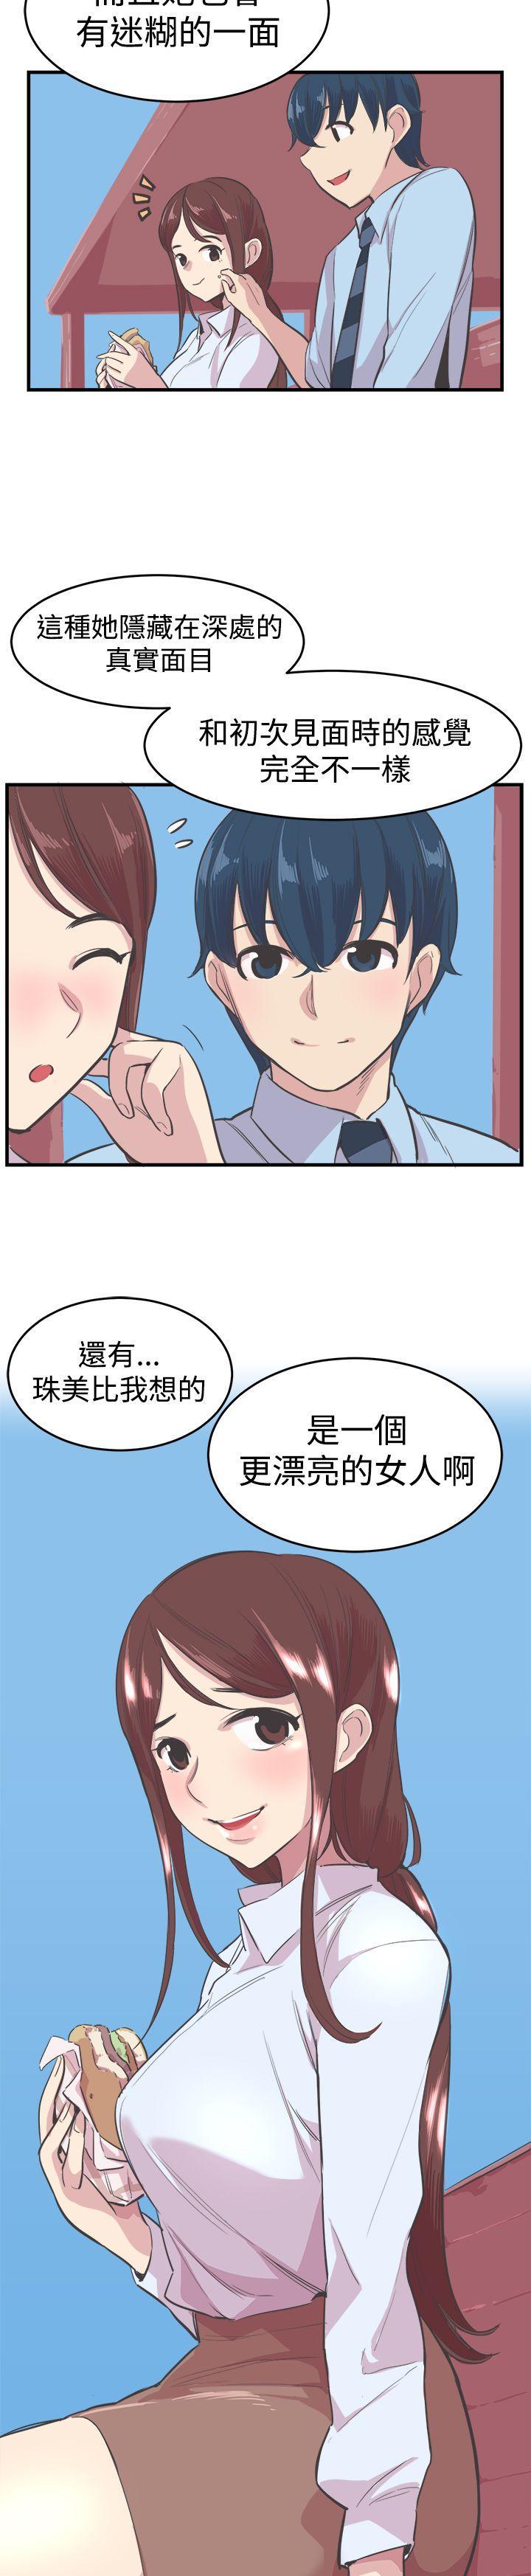 有迷糊的一面
這種她隱藏在深處的
真實面目
和初次見面時的感覺
完全不一樣
還有...
珠美比我想的
是一個
更漂亮的女人啊